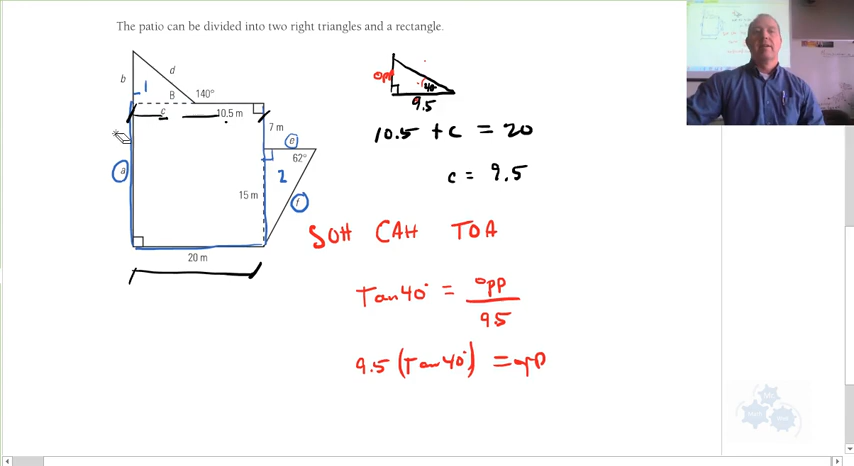 The patio can be divided into two right triangles and a rectangle.
b
d
1
B
140°
c
10.5 m
7 m
e
62°
a
2
15 m
f
20 m
opp
40°
9.5
10.5 + c = 20
c = 9.5
SOH CAH TOA
Tan 40° = opp / 9.5
9.5 (Tan 40°) = opp